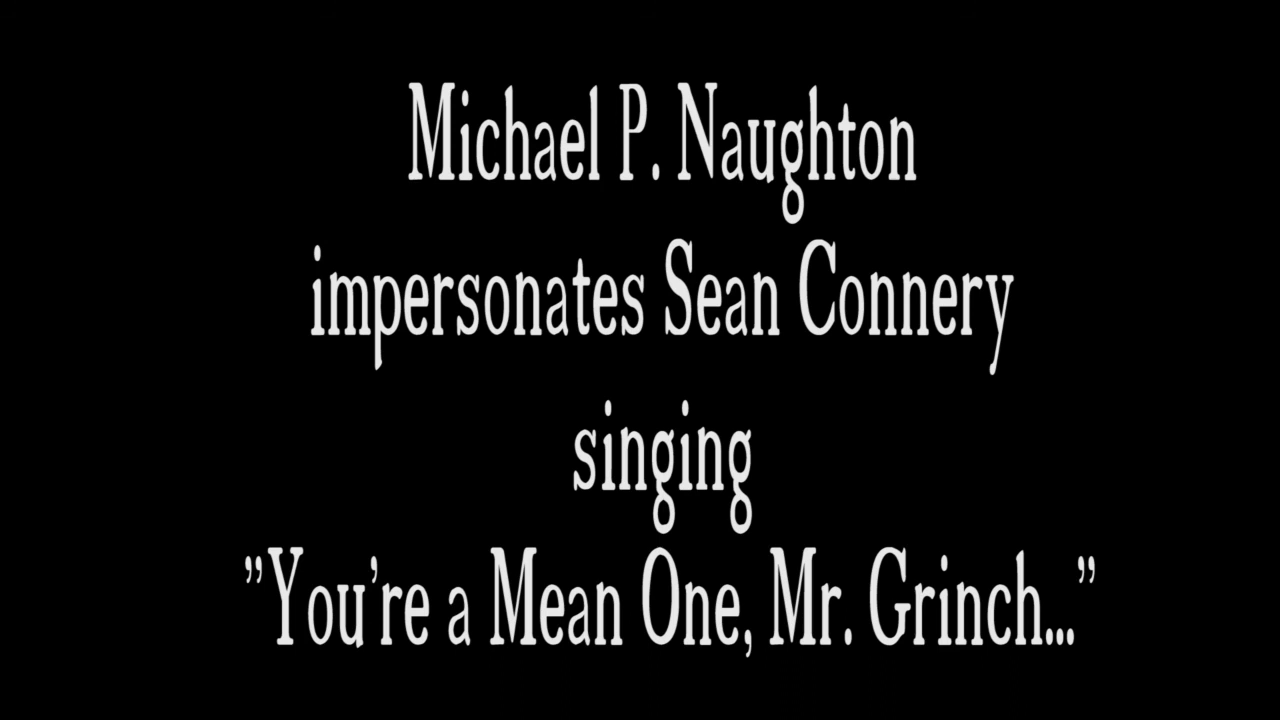 Michael P. Naughton
impersonates Sean Connery
singing
"You're a Mean One, Mr. Grinch..."